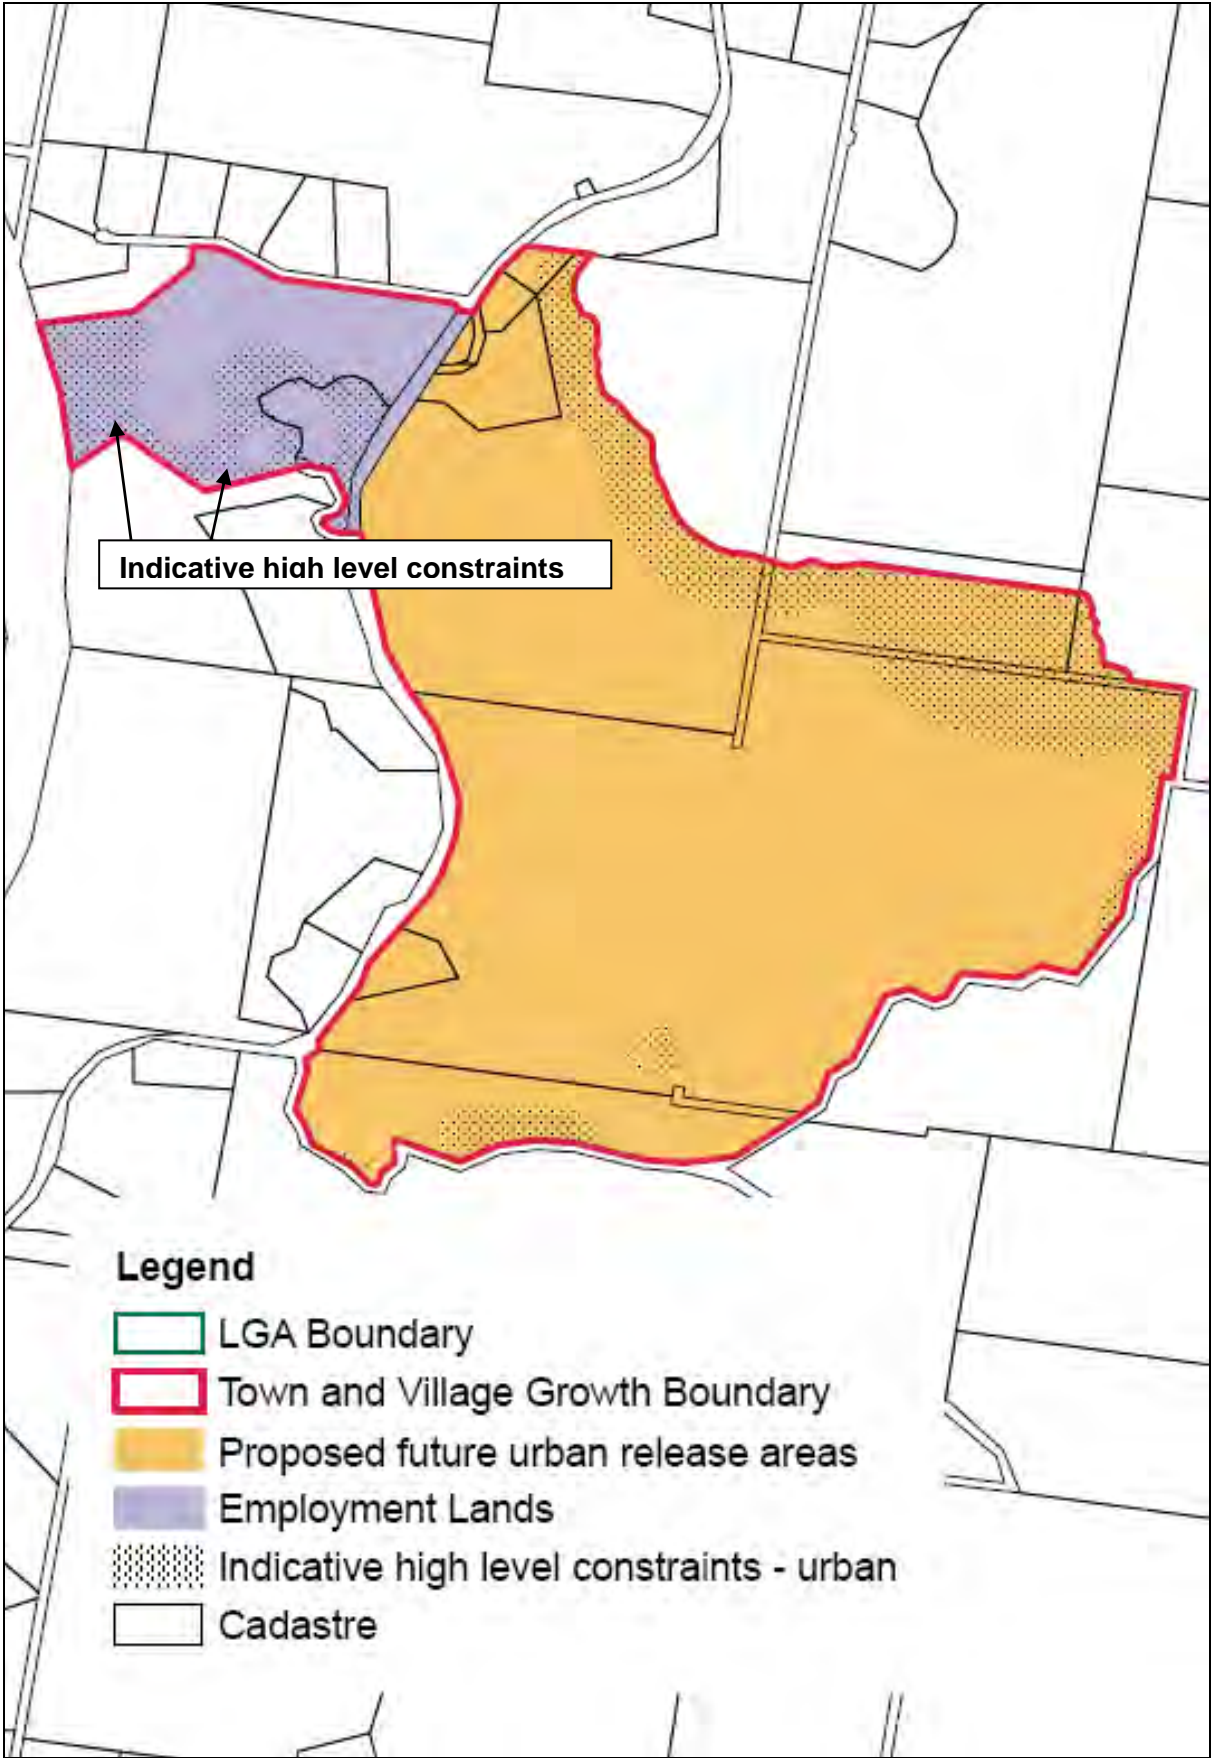 Indicative high level constraints
Legend
LGA Boundary
Town and Village Growth Boundary
Proposed future urban release areas
Employment Lands
Indicative high level constraints - urban
Cadastre